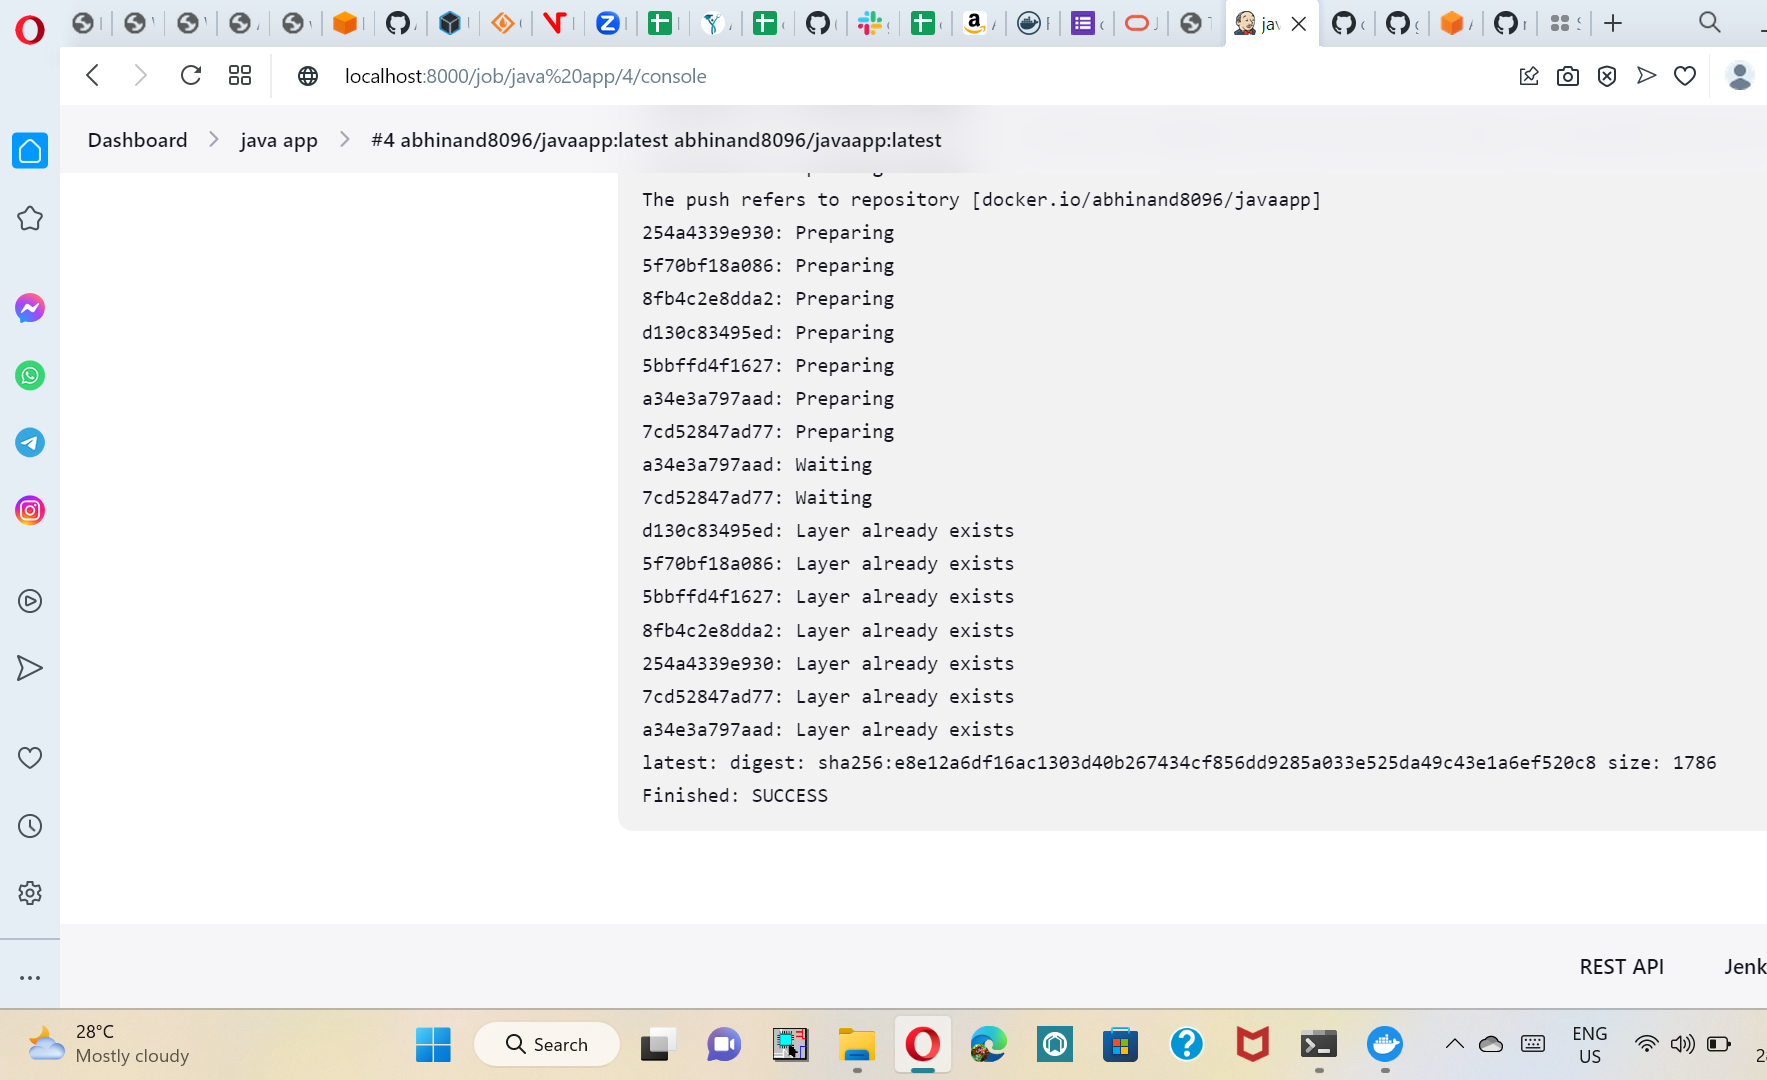 jav
localhost:8000/job/java%20app/4/console
Dashboard
java app
#4 abhinand8096/javaapp:latest abhinand8096/javaapp:latest
The push refers to repository [docker.io/abhinand8096/javaapp]
254a4339e930: Preparing
5f70bf18a086: Preparing
8fb4c2e8dda2: Preparing
d130c83495ed: Preparing
5bbffd4f1627: Preparing
a34e3a797aad: Preparing
7cd52847ad77: Preparing
a34e3a797aad: Waiting
7cd52847ad77: Waiting
d130c83495ed: Layer already exists
5f70bf18a086: Layer already exists
5bbffd4f1627: Layer already exists
8fb4c2e8dda2: Layer already exists
254a4339e930: Layer already exists
7cd52847ad77: Layer already exists
a34e3a797aad: Layer already exists
latest: digest: sha256:e8e12a6df16ac1303d40b267434cf856dd9285a033e525da49c43e1a6ef520c8 size: 1786
Finished: SUCCESS
REST API
Jenk
28°C
Mostly cloudy
Search
ENG
US